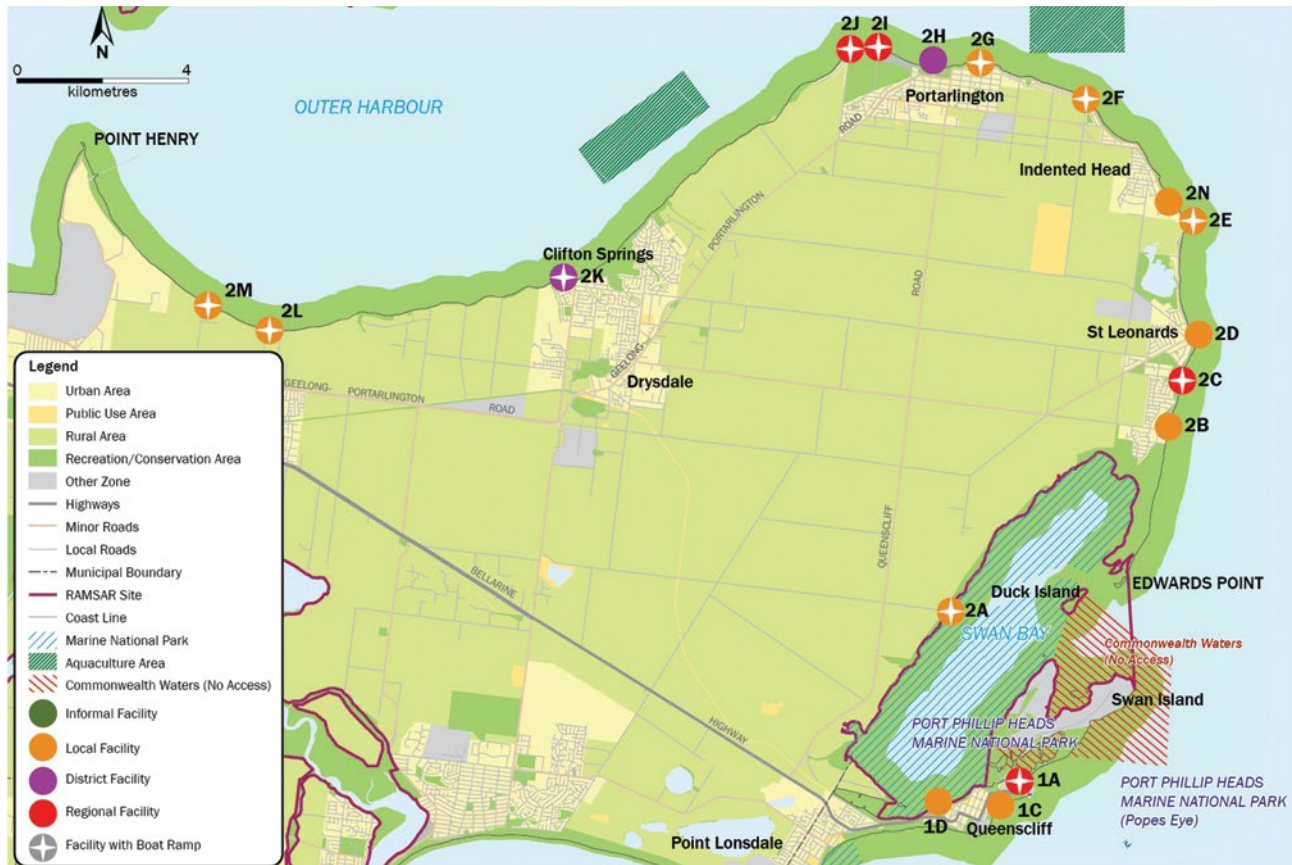 N
0 4
kilometres
OUTER HARBOUR
POINT HENRY
2J
2I
2H
2G
Portarlington
2F
Indented Head
2N
2E
St Leonards
2D
2C
2B
Clifton Springs
2K
2M
2L
Drysdale
PORTARLINGTON
ROAD
GEELONG-
GEELONG-
PORTARLINGTON
ROAD
ROAD
QUEENSCLIFF
BELLARINE
HIGHWAY
EDWARDS POINT
Duck Island
2A
SWAN BAY
Commonwealth Waters
(No Access)
Swan Island
PORT PHILLIP HEADS
MARINE NATIONAL PARK
1A
PORT PHILLIP HEADS
MARINE NATIONAL PARK
(Popes Eye)
1D
1C
Queenscliff
Point Lonsdale
Legend
Urban Area
Public Use Area
Rural Area
Recreation/Conservation Area
Other Zone
Highways
Minor Roads
Local Roads
Municipal Boundary
RAMSAR Site
Coast Line
Marine National Park
Aquaculture Area
Commonwealth Waters (No Access)
Informal Facility
Local Facility
District Facility
Regional Facility
Facility with Boat Ramp